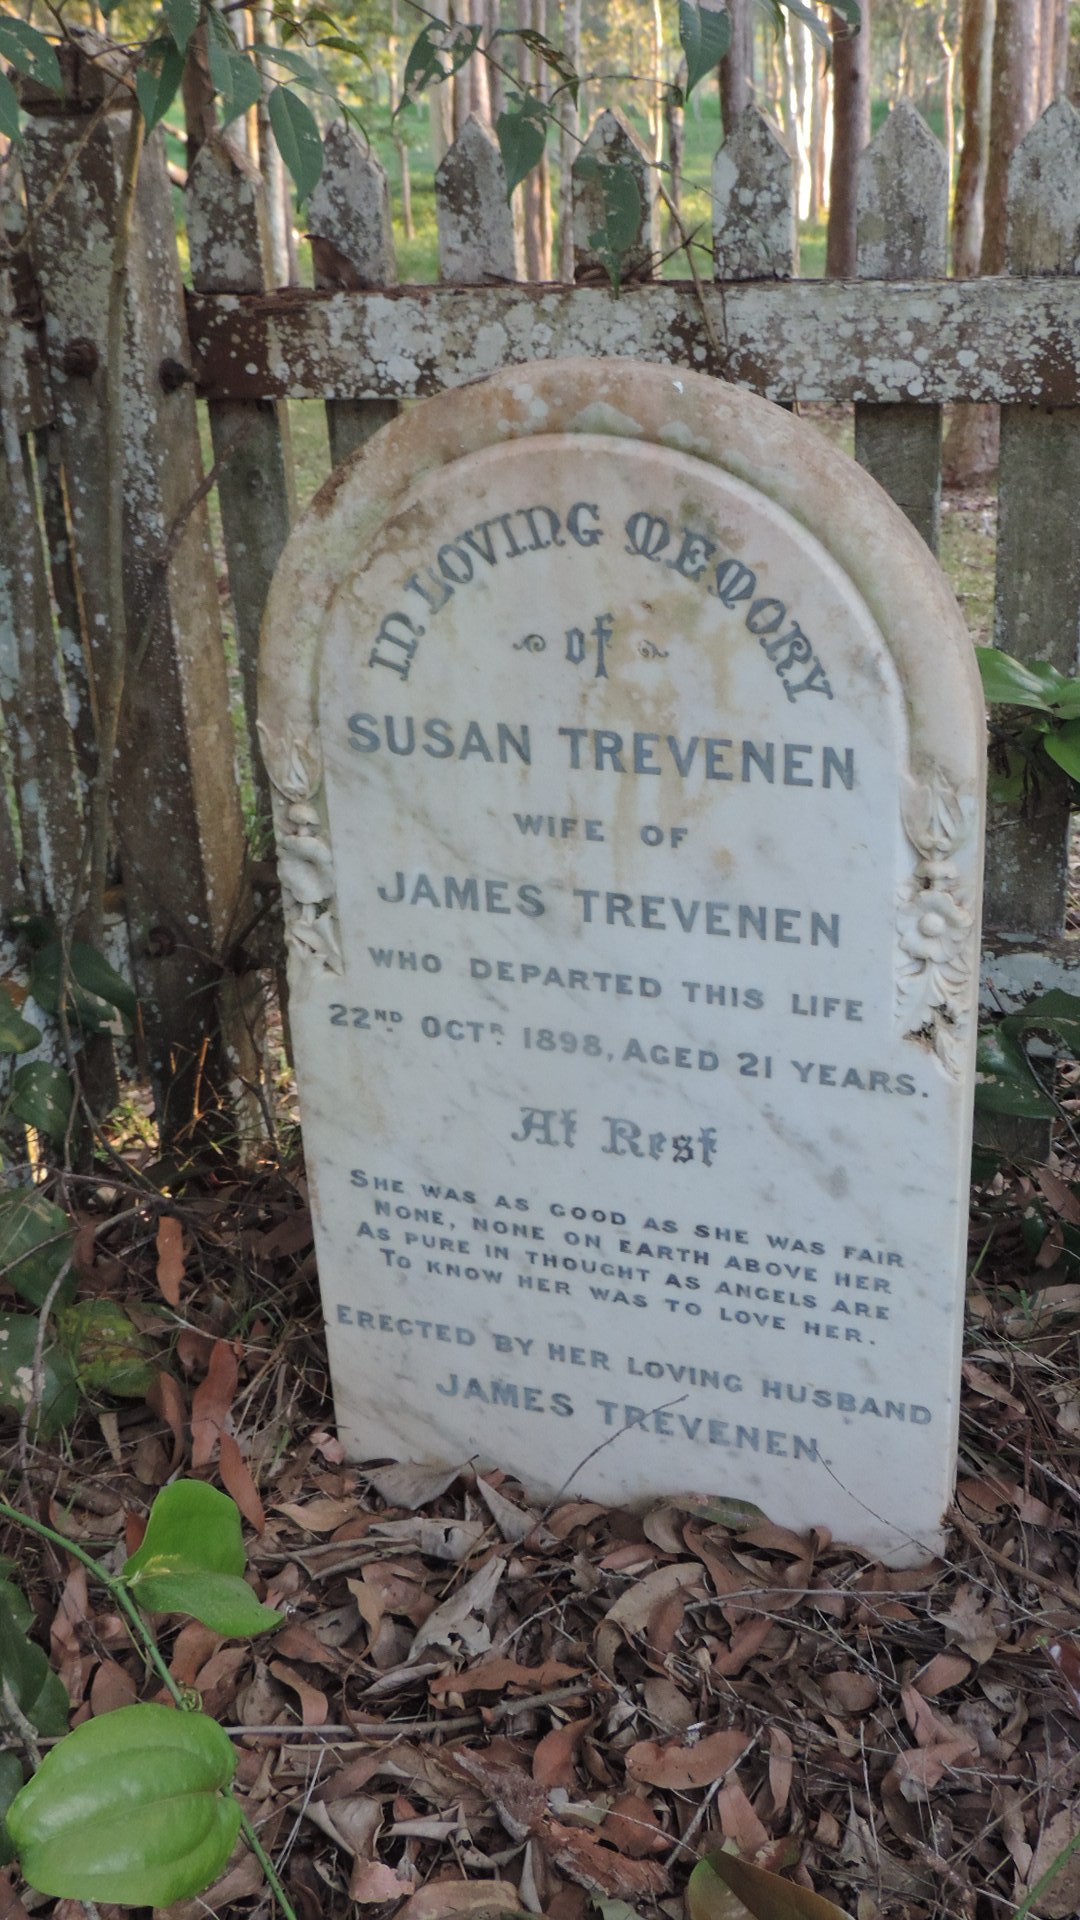 IN LOVING MEMORY
of
SUSAN TREVENEN
WIFE OF
JAMES TREVENEN
WHO DEPARTED THIS LIFE
22ND OCTR 1898, AGED 21 YEARS.
At Rest
SHE WAS AS GOOD AS SHE WAS FAIR
NONE, NONE ON EARTH ABOVE HER
AS PURE IN THOUGHT AS ANGELS ARE
TO KNOW HER WAS TO LOVE HER.
ERECTED BY HER LOVING HUSBAND
JAMES TREVENEN.